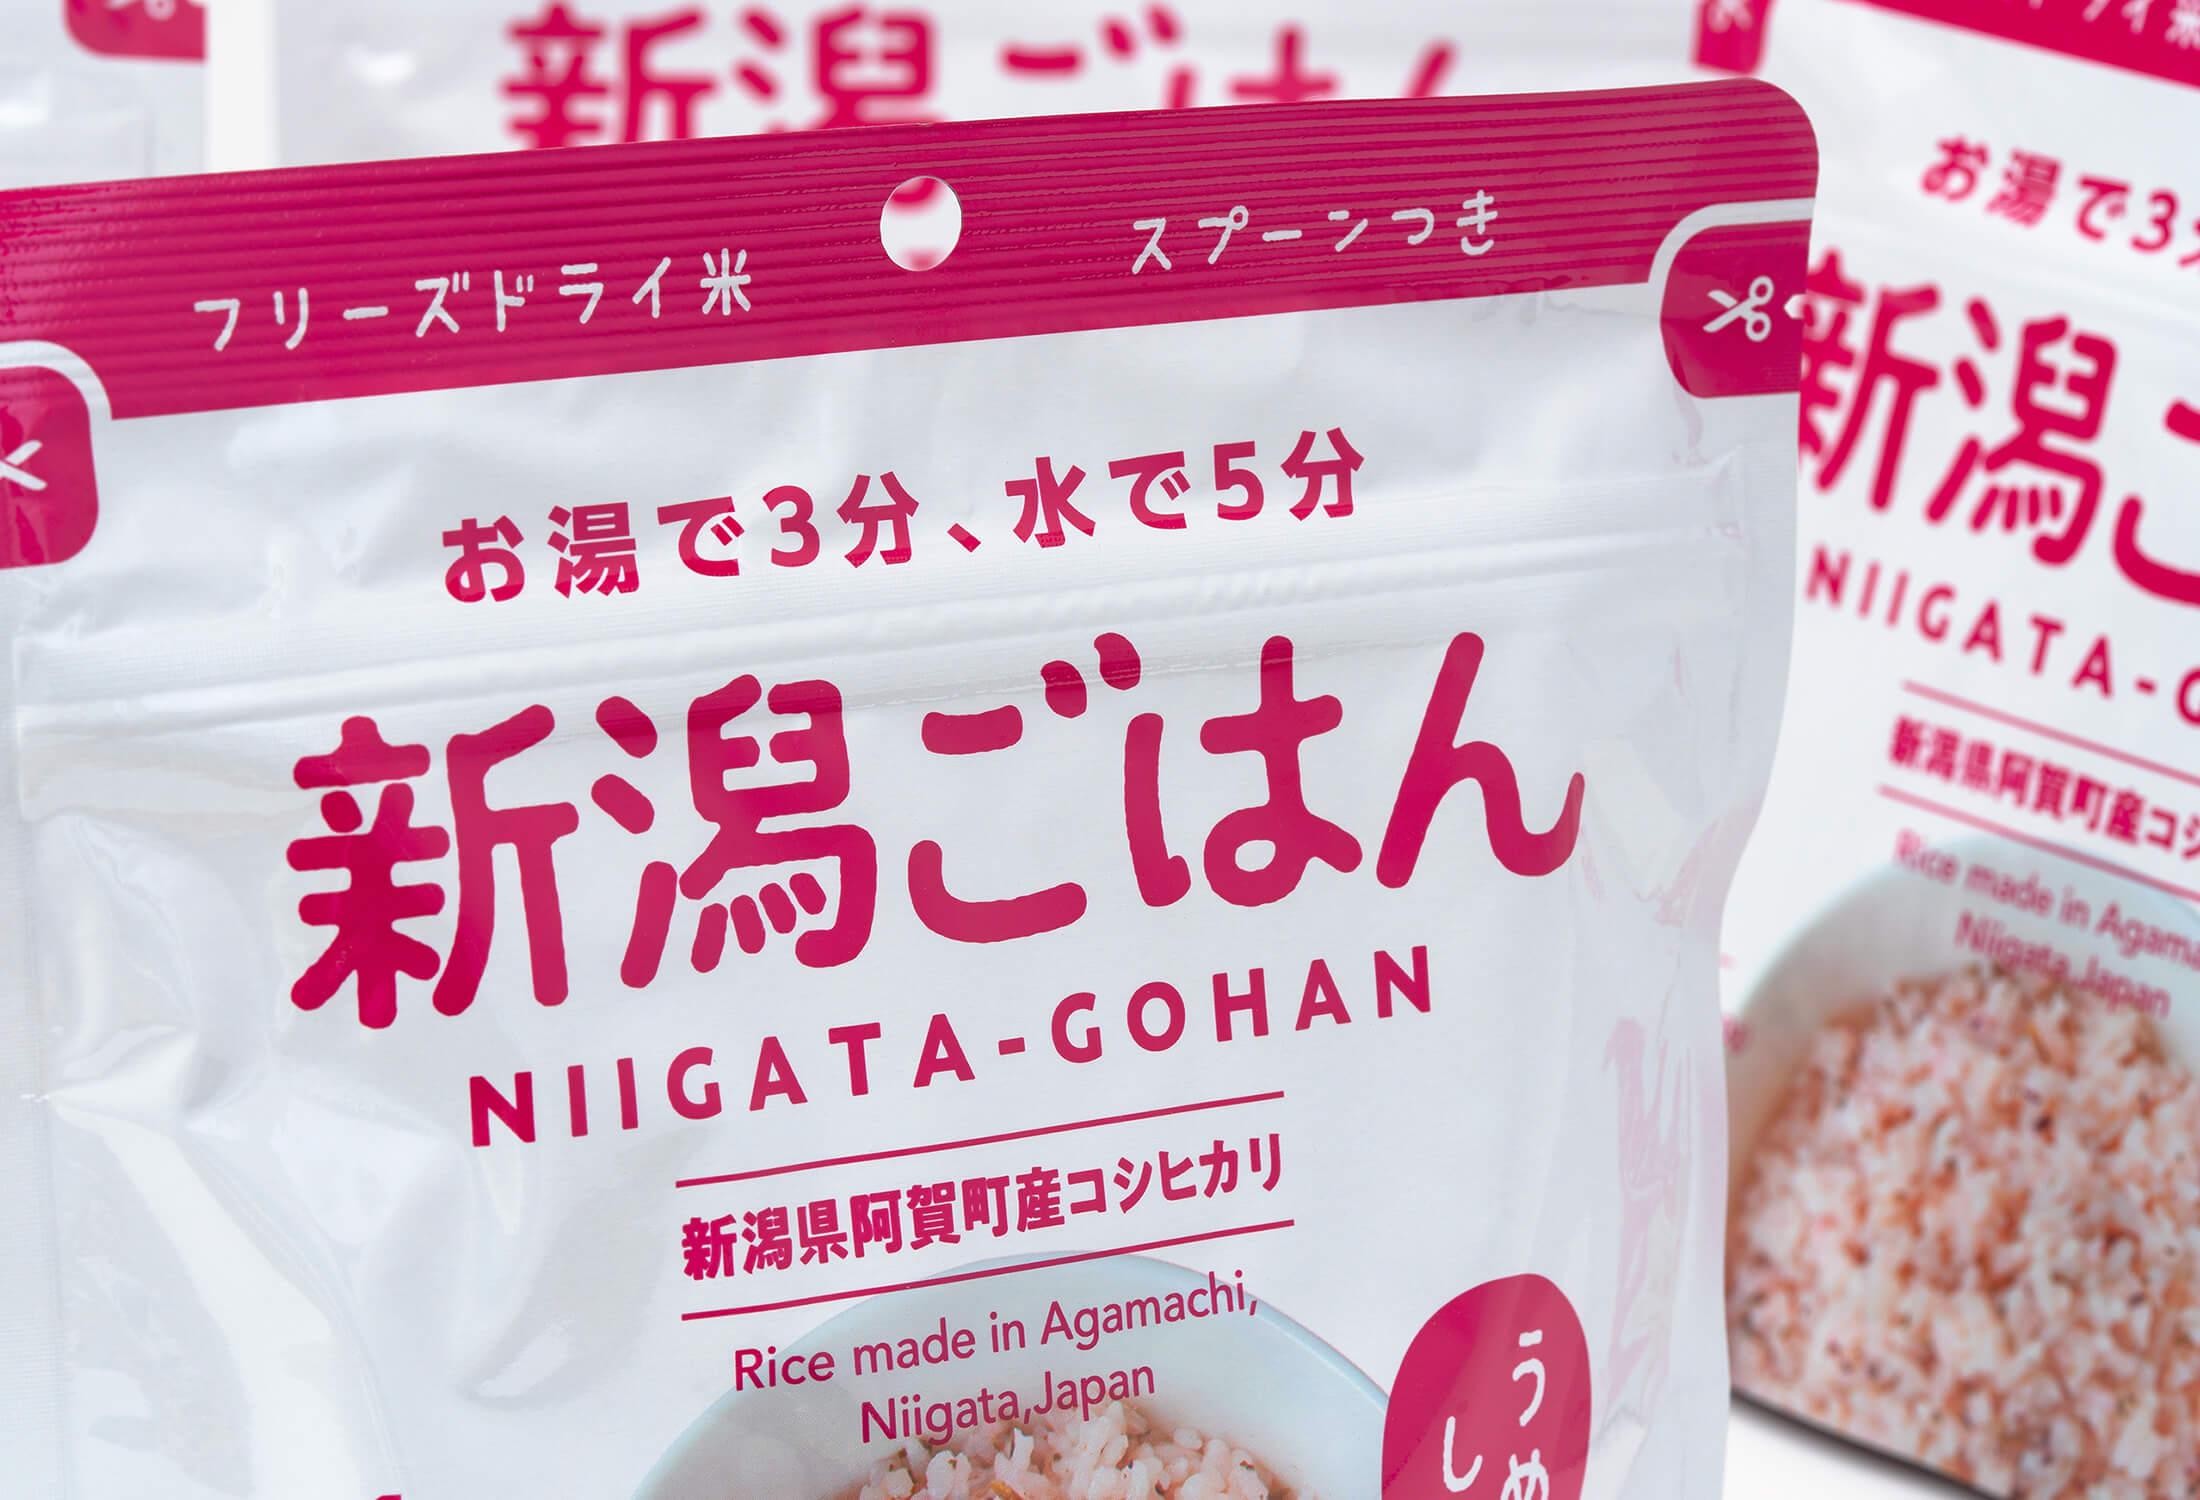 新潟ごはん
フリーズドライ米 スプーンつき
お湯で3分、水で5分
新潟ごはん
NIIGATA-GOHAN
新潟県阿賀町産コシヒカリ
Rice made in Agamachi,
Niigata,Japan
うめ
し
お湯で3
新潟ご
NIIGATA-G
新潟県阿賀町産コシ
Rice made in Agama
Niigata,Japan